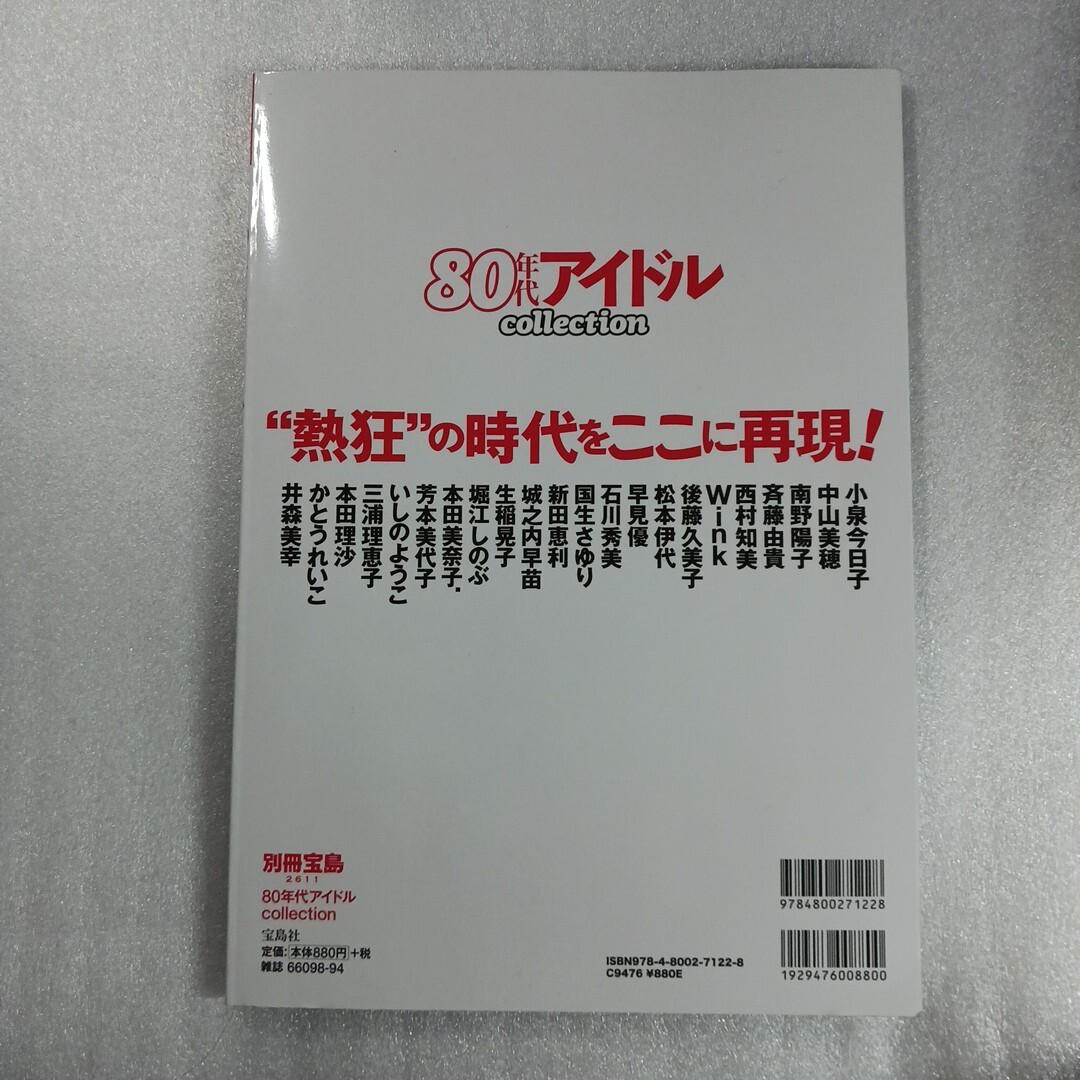 80年代アイドル
collection
“熱狂”の時代をここに再現!
小泉今日子
中山美穂
南野陽子
斉藤由貴
西村知美
Wink
後藤久美子
松本伊代
早見優
石川秀美
国生さゆり
新田恵利
城之内早苗
生稲晃子
堀江しのぶ
本田美奈子.
芳本美代子
いしのようこ
三浦理恵子
本田理沙
かとうれいこ
井森美幸
別冊宝島
2611
80年代アイドル
collection
宝島社
定価:本体880円+税
雑誌 66098-94
9784800271228
ISBN978-4-8002-7122-8
C9476 ¥880E
1929476008800